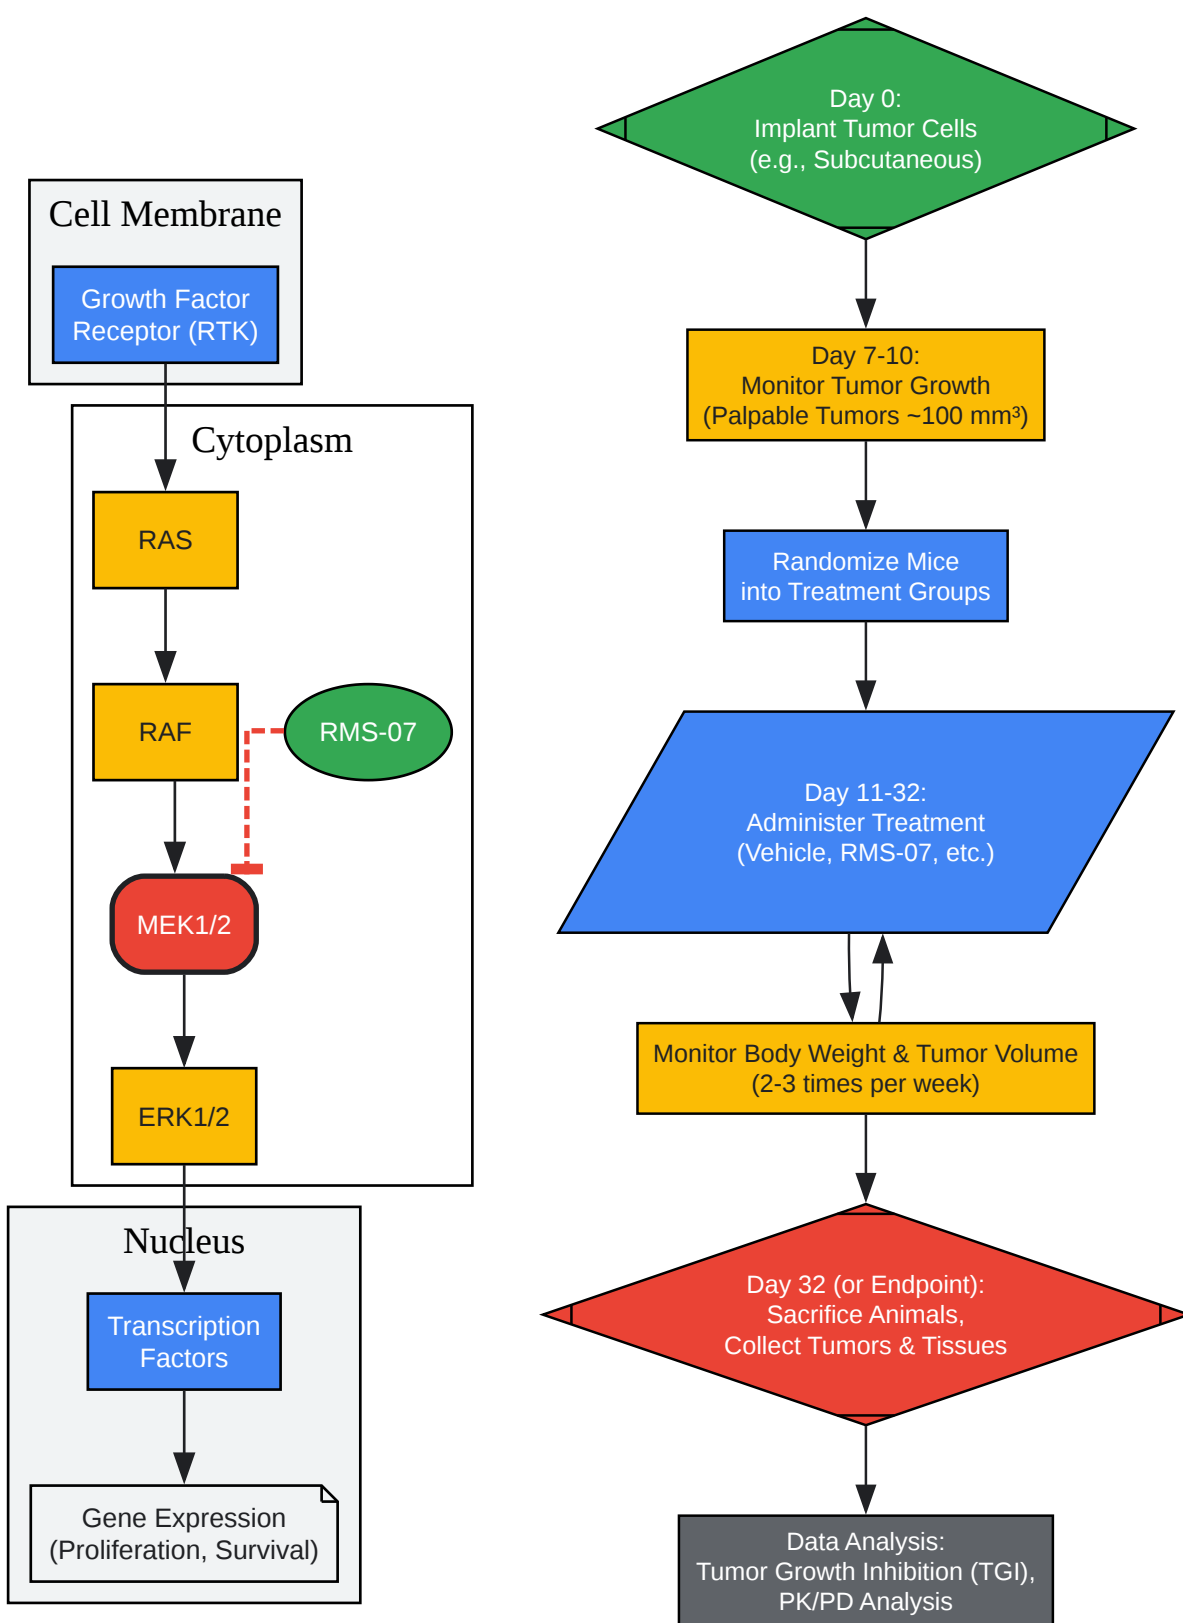 Cell Membrane
Growth Factor
Receptor (RTK)
Cytoplasm
RAS
RAF
RMS-07
MEK1/2
ERK1/2
Nucleus
Transcription
Factors
Gene Expression
(Proliferation, Survival)
Day 0:
Implant Tumor Cells
(e.g., Subcutaneous)
Day 7-10:
Monitor Tumor Growth
(Palpable Tumors ~100 mm³)
Randomize Mice
into Treatment Groups
Day 11-32:
Administer Treatment
(Vehicle, RMS-07, etc.)
Monitor Body Weight & Tumor Volume
(2-3 times per week)
Day 32 (or Endpoint):
Sacrifice Animals,
Collect Tumors & Tissues
Data Analysis:
Tumor Growth Inhibition (TGI),
PK/PD Analysis